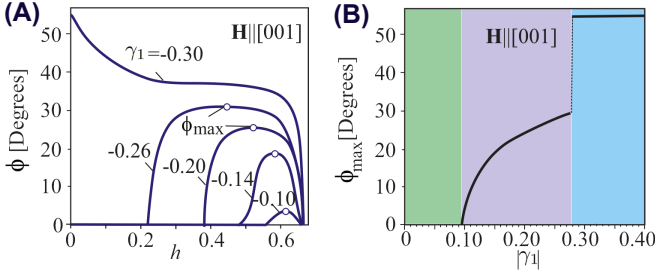 (A)
H||[001]
γ1=-0.30
ϕmax
-0.26
-0.20
-0.14
-0.10
ϕ [Degrees]
50
40
30
20
10
0
0 0.2 0.4 0.6
h
(B)
H||[001]
ϕmax[Degrees]
50
40
30
20
10
0
0 0.10 0.20 0.30 0.40
|γ1|